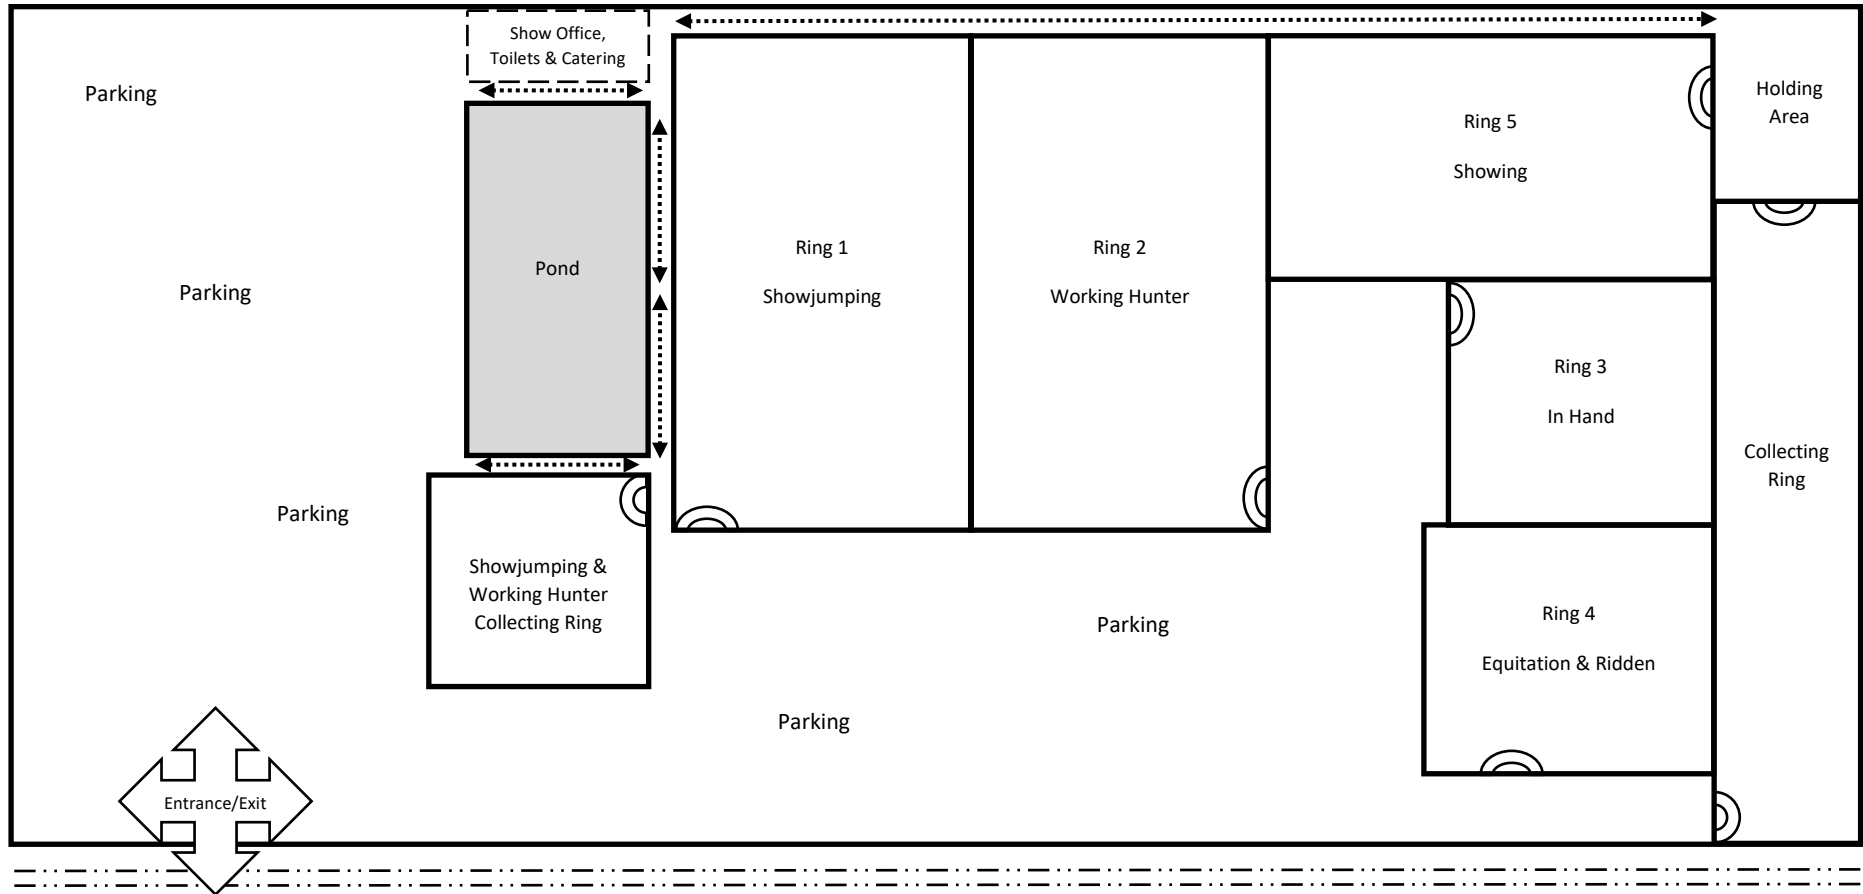 Show Office,
Toilets & Catering
Parking
Holding
Area
Ring 5
Showing
Ring 1
Showjumping
Ring 2
Working Hunter
Pond
Parking
Ring 3
In Hand
Collecting
Ring
Parking
Showjumping &
Working Hunter
Collecting Ring
Parking
Ring 4
Equitation & Ridden
Parking
Entrance/Exit